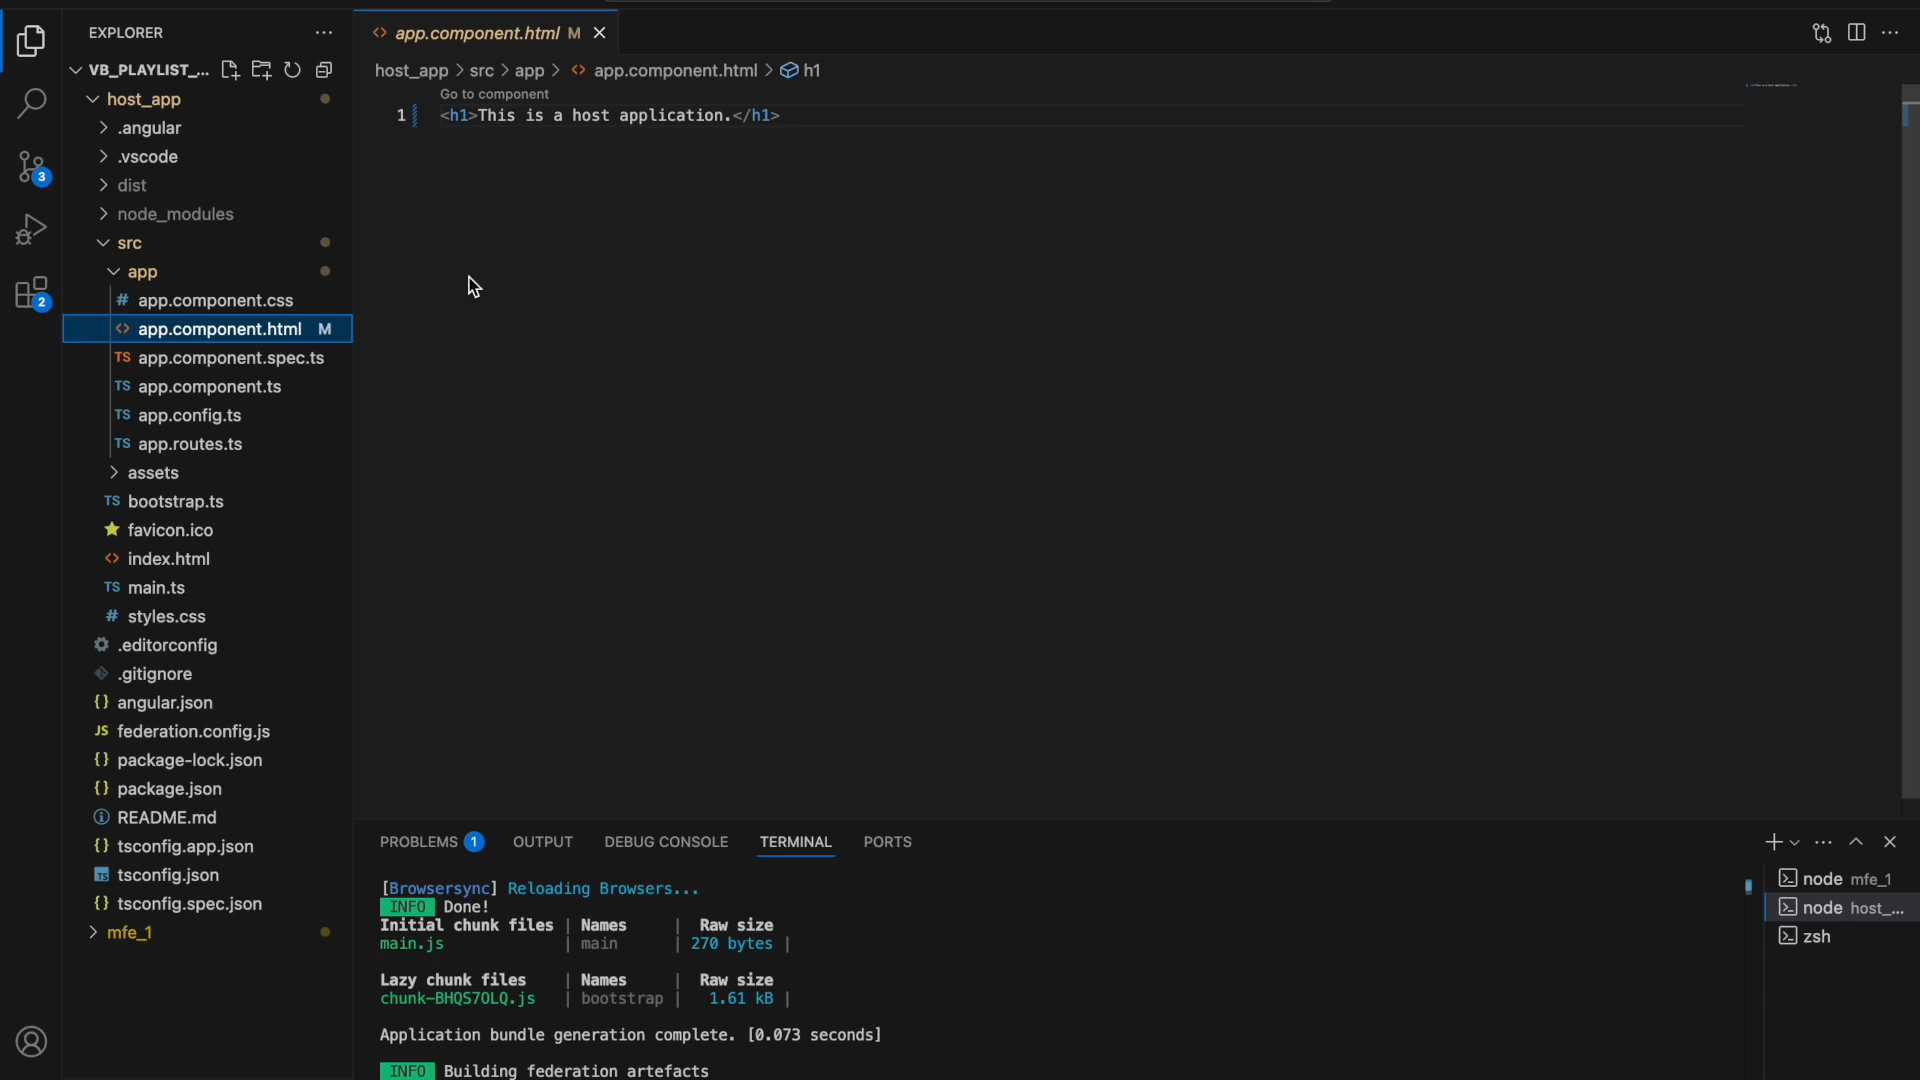 EXPLORER
VB_PLAYLIST_...
host_app
.angular
.vscode
dist
node_modules
src
app
app.component.css
app.component.html M
app.component.spec.ts
app.component.ts
app.config.ts
app.routes.ts
assets
bootstrap.ts
favicon.ico
index.html
main.ts
styles.css
.editorconfig
.gitignore
angular.json
federation.config.js
package-lock.json
package.json
README.md
tsconfig.app.json
tsconfig.json
tsconfig.spec.json
mfe_1
3
2
app.component.html M
host_app > src > app > app.component.html > h1
Go to component
1 <h1>This is a host application.</h1>
PROBLEMS 1 OUTPUT DEBUG CONSOLE TERMINAL PORTS
[Browsersync] Reloading Browsers...
INFO Done!
Initial chunk files | Names | Raw size
main.js | main | 270 bytes |
Lazy chunk files | Names | Raw size
chunk-BHQS7OLQ.js | bootstrap | 1.61 kB |
Application bundle generation complete. [0.073 seconds]
INFO Building federation artefacts
node mfe_1
node host_...
zsh